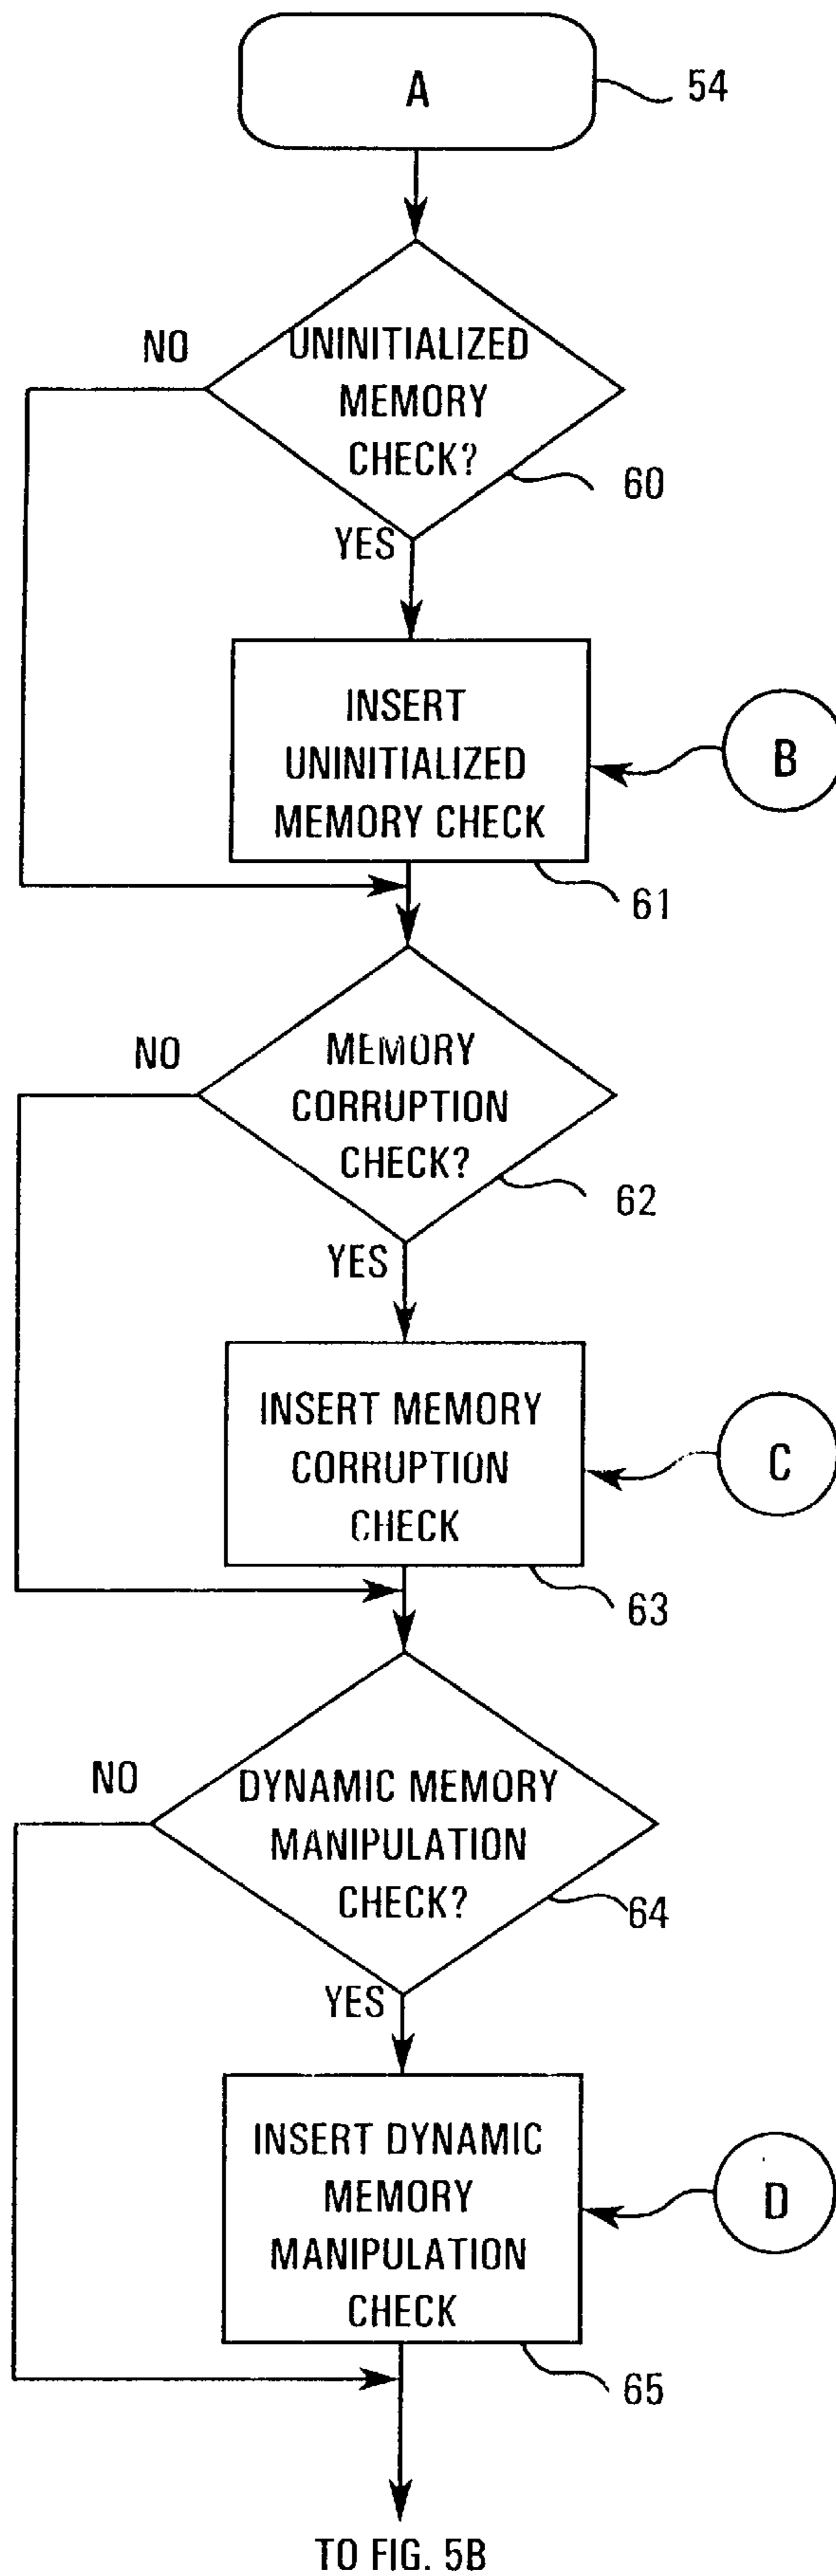 A
54
NO
UNINITIALIZED
MEMORY
CHECK?
60
YES
INSERT
UNINITIALIZED
MEMORY CHECK
B
61
NO
MEMORY
CORRUPTION
CHECK?
62
YES
INSERT MEMORY
CORRUPTION
CHECK
C
63
NO
DYNAMIC MEMORY
MANIPULATION
CHECK?
64
YES
INSERT DYNAMIC
MEMORY
MANIPULATION
CHECK
D
65
TO FIG. 5B